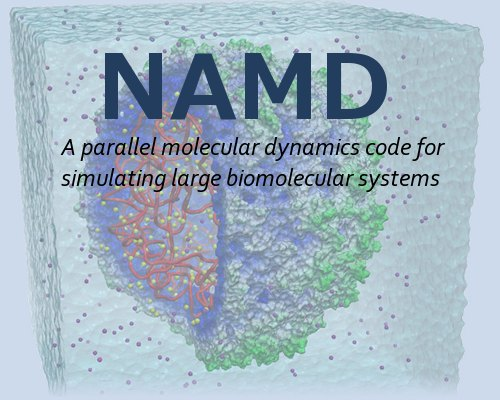 NAMD
A parallel molecular dynamics code for
simulating large biomolecular systems